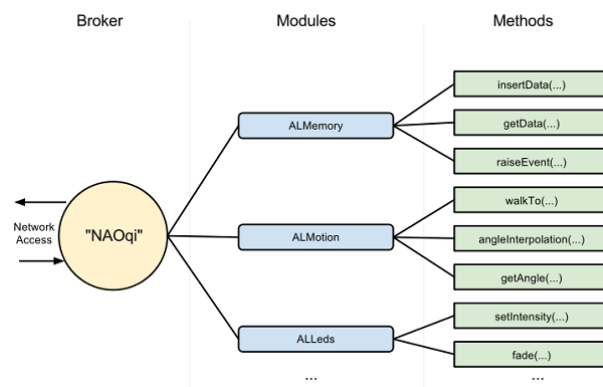 Broker
Modules
Methods
Network
Access
"NAOqi"
ALMemory
insertData(...)
getData(...)
raiseEvent(...)
ALMotion
walkTo(...)
angleInterpolation(...)
getAngle(...)
ALLeds
setIntensity(...)
fade(...)
...
...